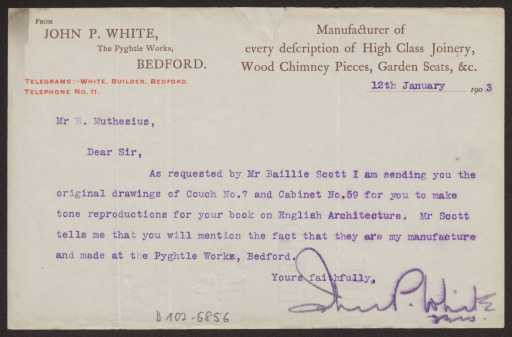 FROM
JOHN P. WHITE,
The Pyghtle Works,
BEDFORD.
TELEGRAMS:-WHITE, BUILDER, BEDFORD.
TELEPHONE NO. 11.
Manufacturer of
every description of High Class Joinery,
Wood Chimney Pieces, Garden Seats, &c.
12th January 1903
Mr H. Muthesius,
Dear Sir,
As requested by Mr Baillie Scott I am sending you the
original drawings of Couch No.7 and Cabinet No.59 for you to make
tone reproductions for your book on English Architecture. Mr Scott
tells me that you will mention the fact that they are my manufacture
and made at the Pyghtle Works, Bedford.
Yours faithfully,
John P. White
D 102-6856